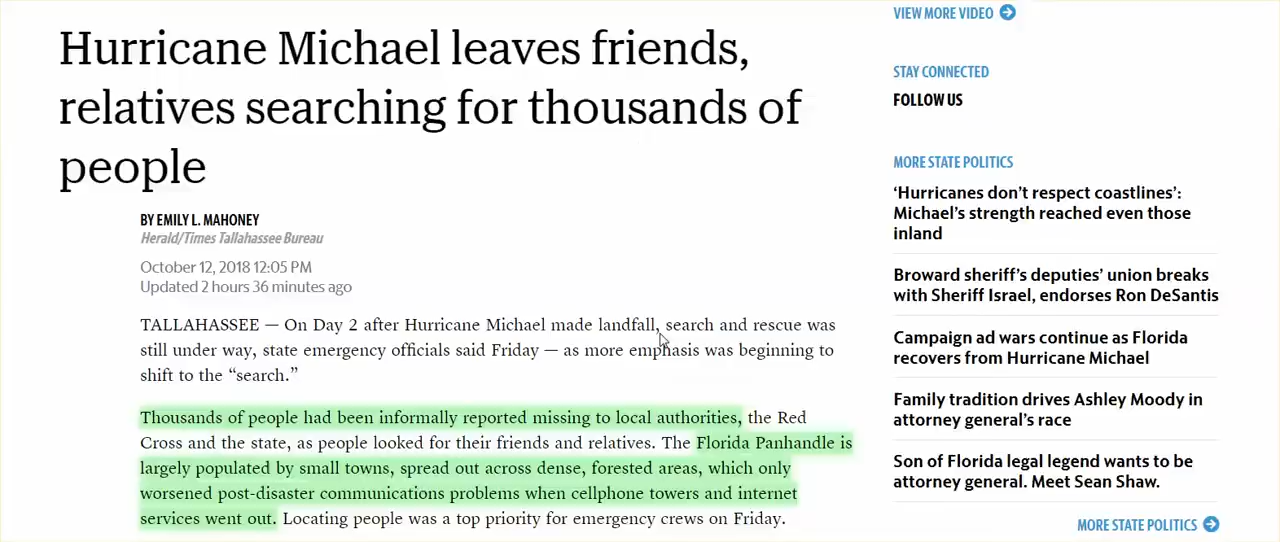 Hurricane Michael leaves friends,
relatives searching for thousands of
people
BY EMILY L. MAHONEY
Herald/Times Tallahassee Bureau
October 12, 2018 12:05 PM
Updated 2 hours 36 minutes ago
TALLAHASSEE — On Day 2 after Hurricane Michael made landfall, search and rescue was
still under way, state emergency officials said Friday — as more emphasis was beginning to
shift to the “search.”
Thousands of people had been informally reported missing to local authorities, the Red
Cross and the state, as people looked for their friends and relatives. The Florida Panhandle is
largely populated by small towns, spread out across dense, forested areas, which only
worsened post-disaster communications problems when cellphone towers and internet
services went out. Locating people was a top priority for emergency crews on Friday.
VIEW MORE VIDEO
STAY CONNECTED
FOLLOW US
MORE STATE POLITICS
‘Hurricanes don’t respect coastlines’:
Michael’s strength reached even those
inland
Broward sheriff’s deputies’ union breaks
with Sheriff Israel, endorses Ron DeSantis
Campaign ad wars continue as Florida
recovers from Hurricane Michael
Family tradition drives Ashley Moody in
attorney general’s race
Son of Florida legal legend wants to be
attorney general. Meet Sean Shaw.
MORE STATE POLITICS